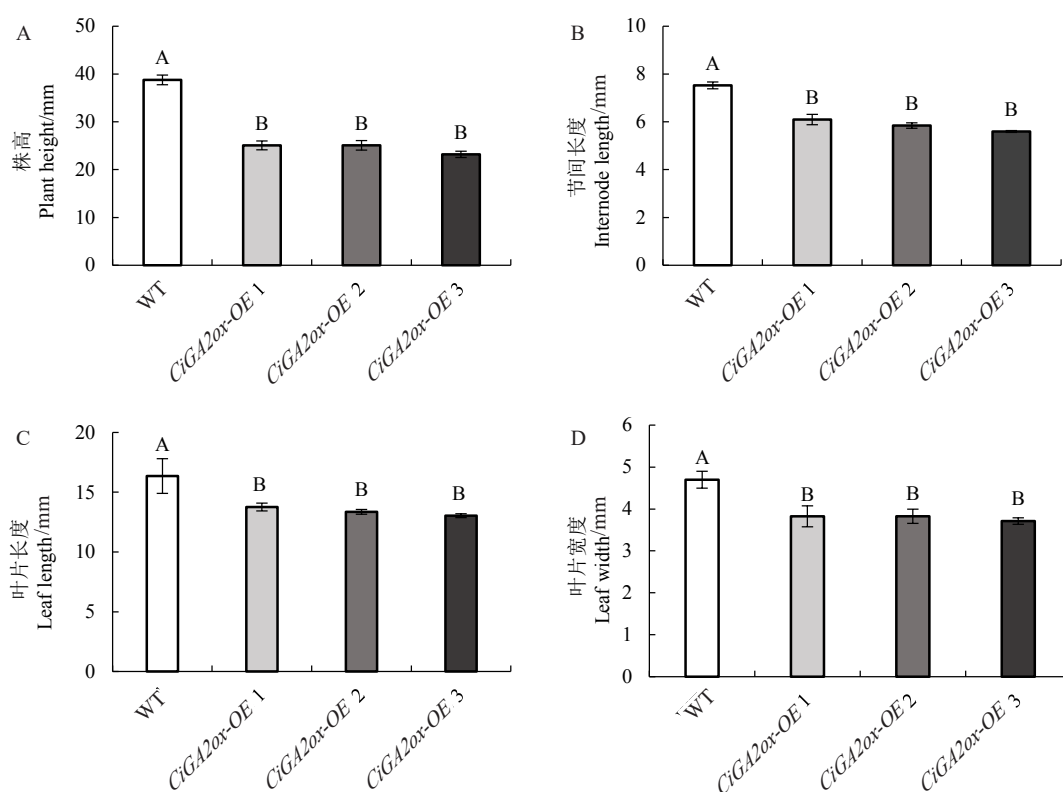 A
株高
Plant height/mm
50
40
30
20
10
0
A
B
B
B
WT
CiGA2ox-OE 1
CiGA2ox-OE 2
CiGA2ox-OE 3
B
节间长度
Internode length/mm
10
8
6
4
2
0
A
B
B
B
WT
CiGA2ox-OE 1
CiGA2ox-OE 2
CiGA2ox-OE 3
C
叶片长度
Leaf length/mm
20
15
10
5
0
A
B
B
B
WT
CiGA2ox-OE 1
CiGA2ox-OE 2
CiGA2ox-OE 3
D
叶片宽度
Leaf width/mm
6
5
4
3
2
1
0
A
B
B
B
WT
CiGA2ox-OE 1
CiGA2ox-OE 2
CiGA2ox-OE 3